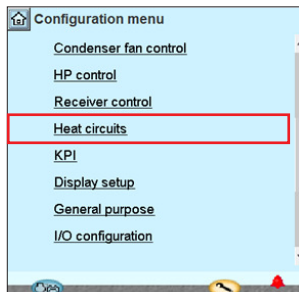 Configuration menu
Condenser fan control
HP control
Receiver control
Heat circuits
KPI
Display setup
General purpose
I/O configuration